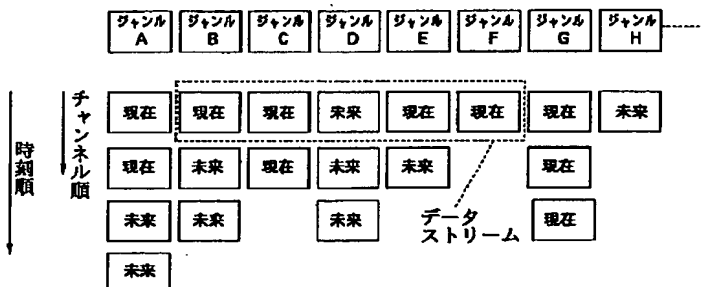 ジャンル A
ジャンル B
ジャンル C
ジャンル D
ジャンル E
ジャンル F
ジャンル G
ジャンル H
時刻順
チャンネル順
現在 現在 現在 未来 現在 現在 現在 未来
現在 未来 現在 未来 未来 現在
未来 未来 未来 現在
未来
データ
ストリーム